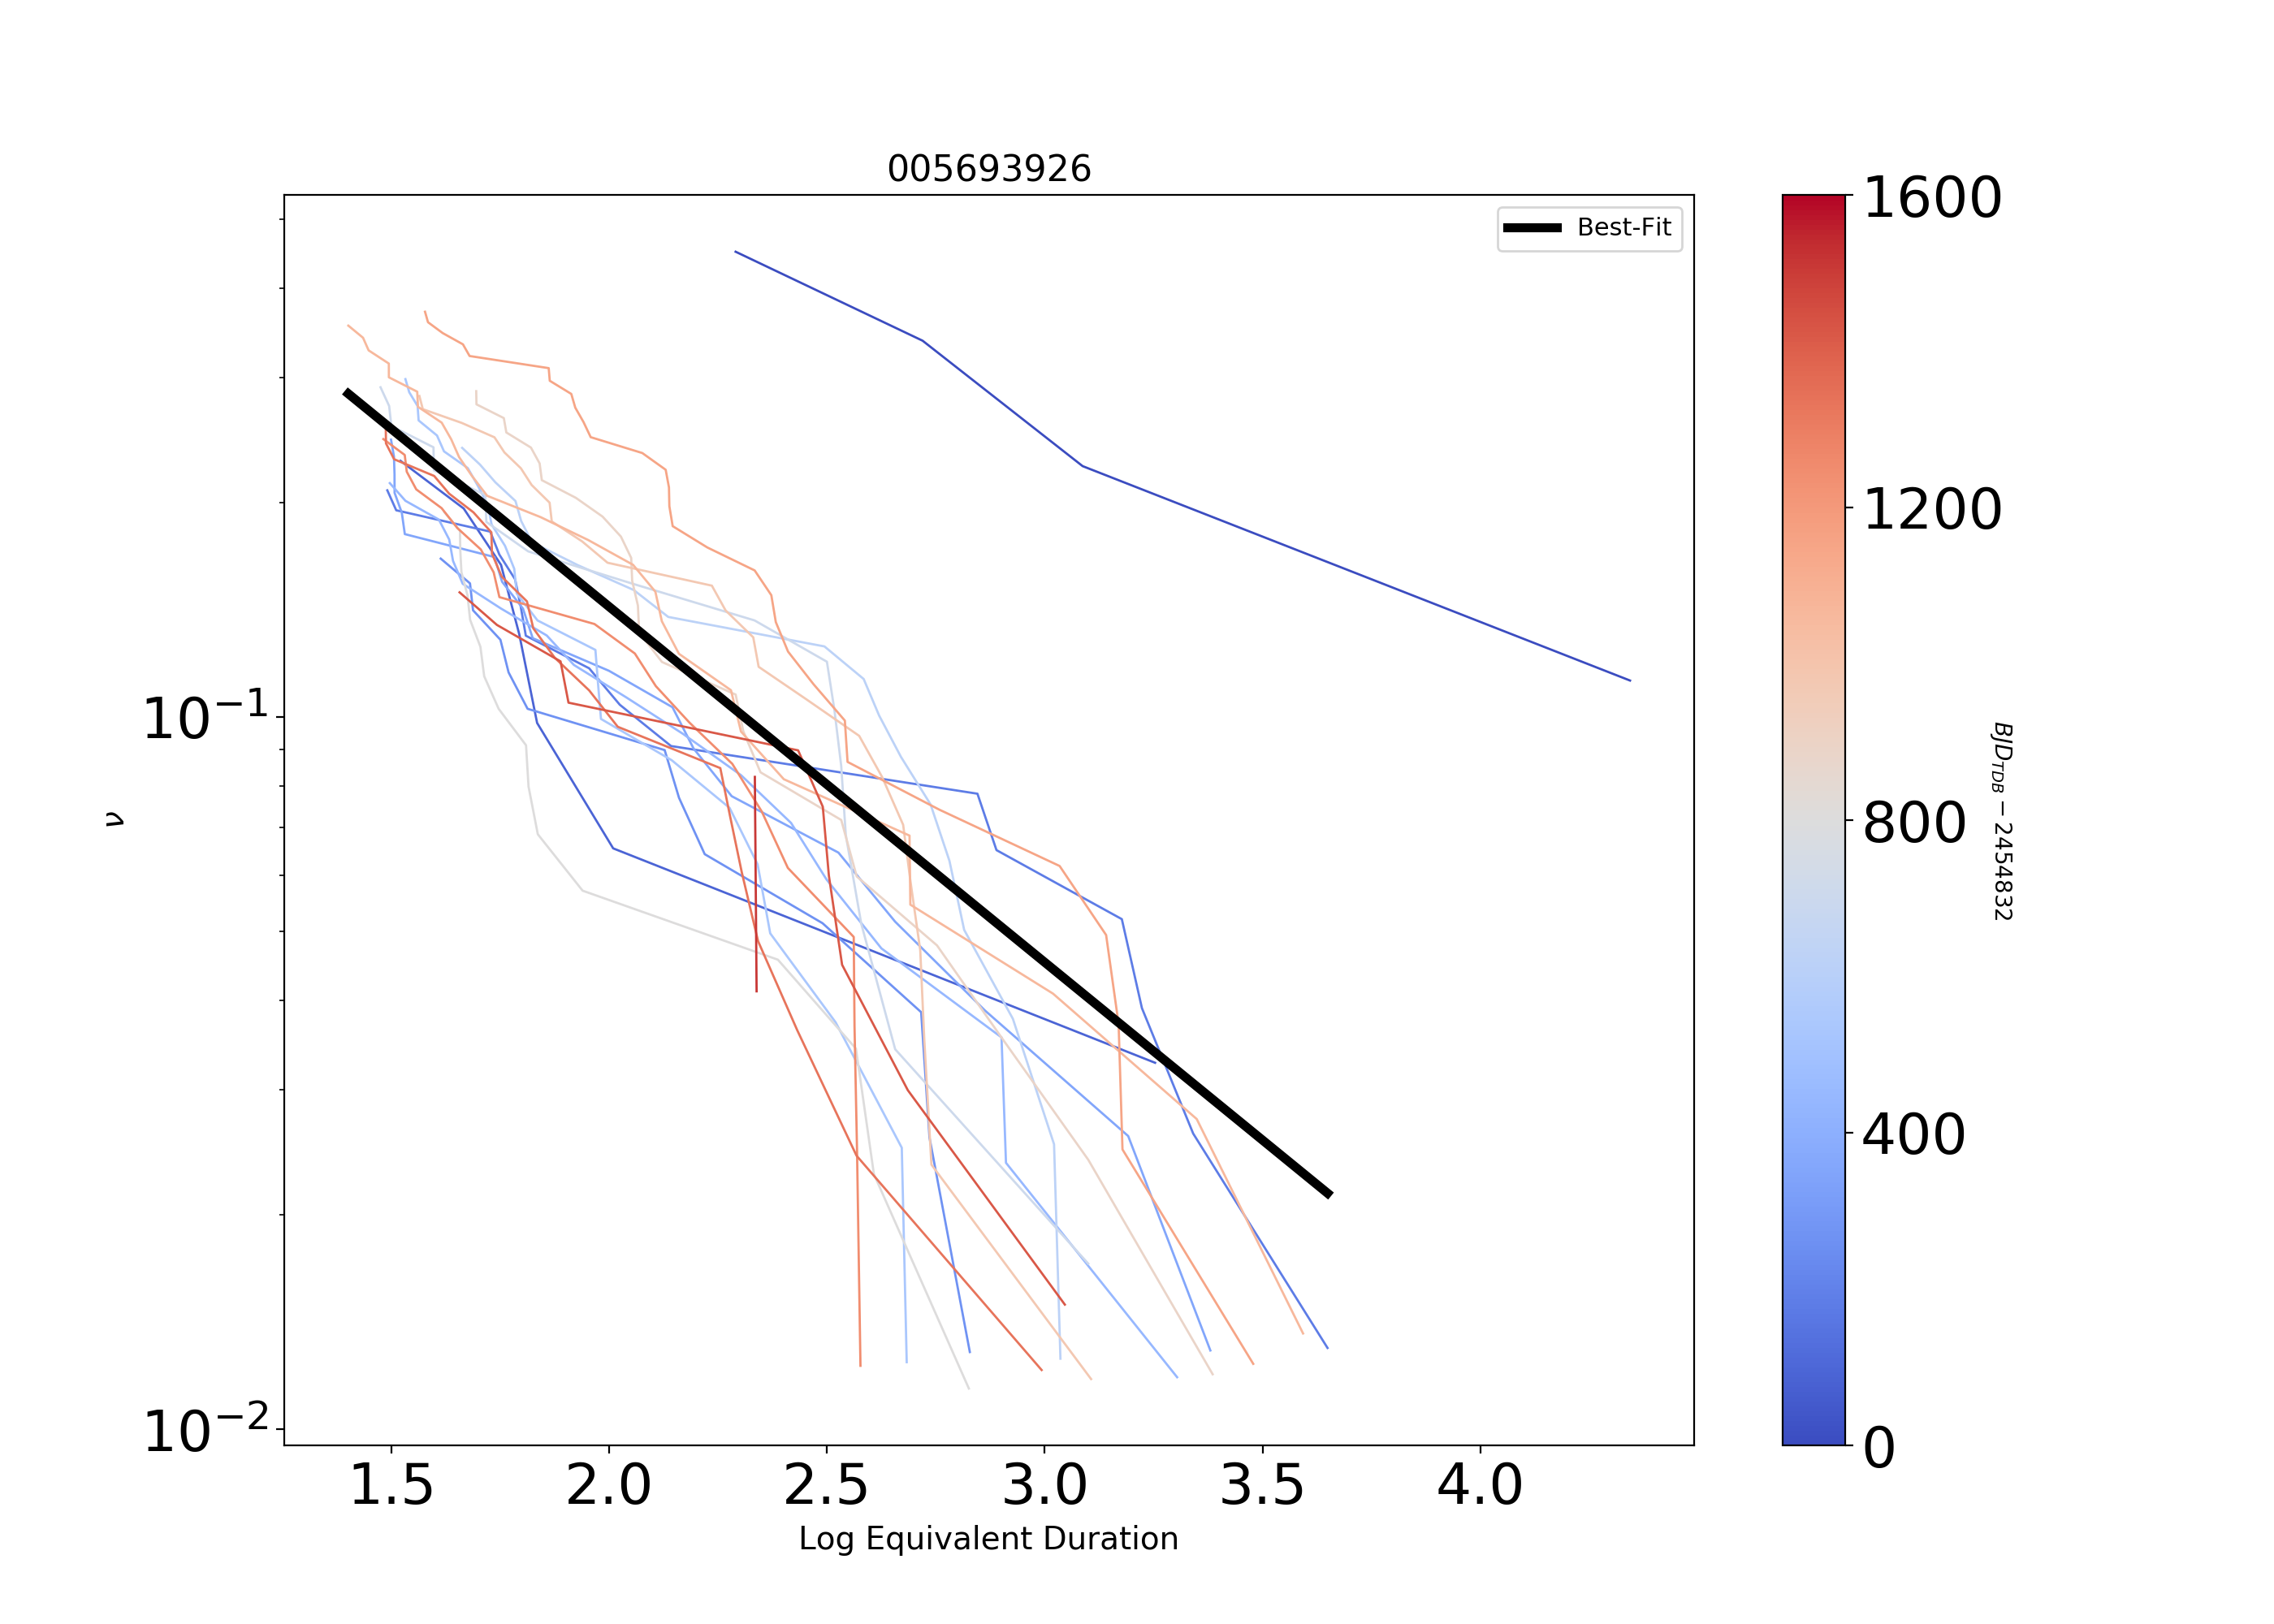 005693926
Best-Fit
10⁻¹
10⁻²
ν
1.5 2.0 2.5 3.0 3.5 4.0
Log Equivalent Duration
1600
1200
800
400
0
BJD_TDB − 2454832